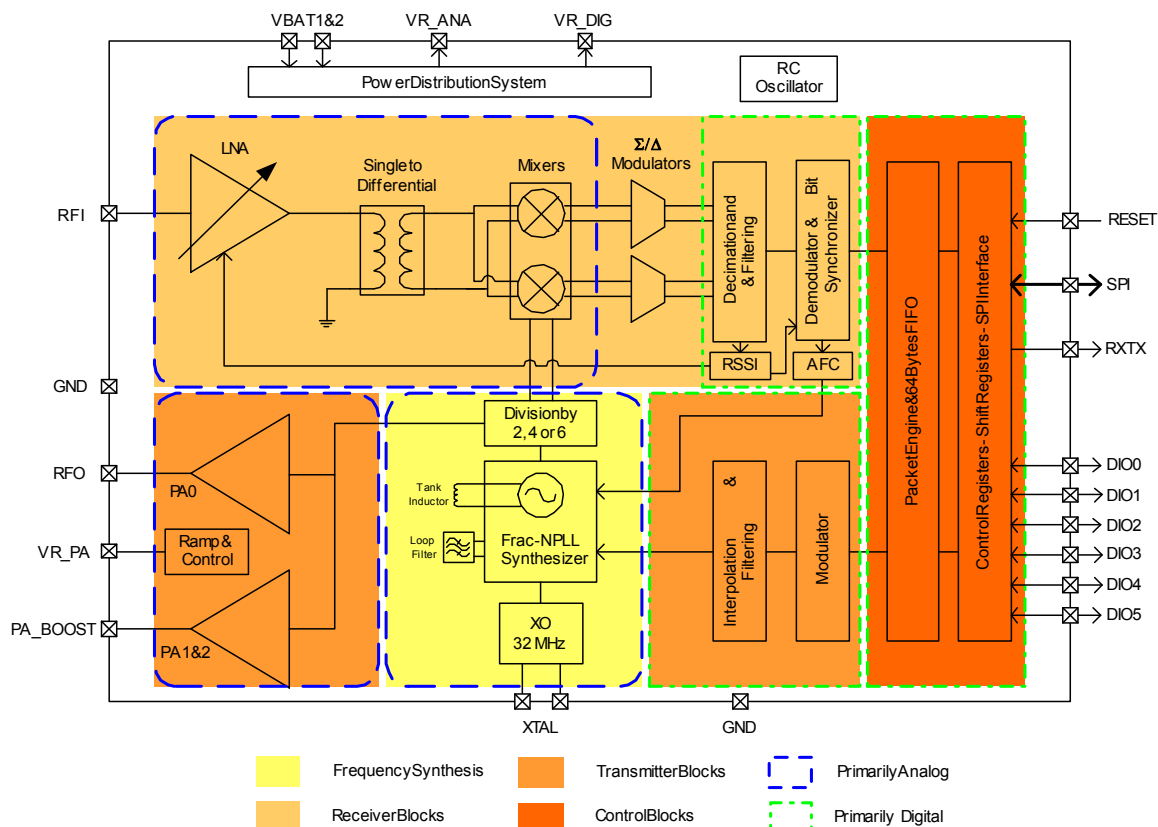 VBAT1&2
VR_ANA
VR_DIG
PowerDistributionSystem
RC
Oscillator
LNA
Singleto
Differential
Mixers
Σ/Δ
Modulators
Decimationand
& Filtering
Demodulator &
Bit
Synchronizer
RSSI
AFC
PacketEngine&64BytesFIFO
ControlRegisters-ShiftRegisters-SPIInterface
RFI
GND
RFO
VR_PA
PA_BOOST
RESET
SPI
RXTX
DIO0
DIO1
DIO2
DIO3
DIO4
DIO5
PA0
Ramp&
Control
PA1&2
Divisionby
2, 4 or 6
Tank
Inductor
Loop
Filter
Frac-NPLL
Synthesizer
XO
32 MHz
Interpolation &
Filtering
Modulator
XTAL
GND
FrequencySynthesis
TransmitterBlocks
PrimarilyAnalog
ReceiverBlocks
ControlBlocks
Primarily Digital